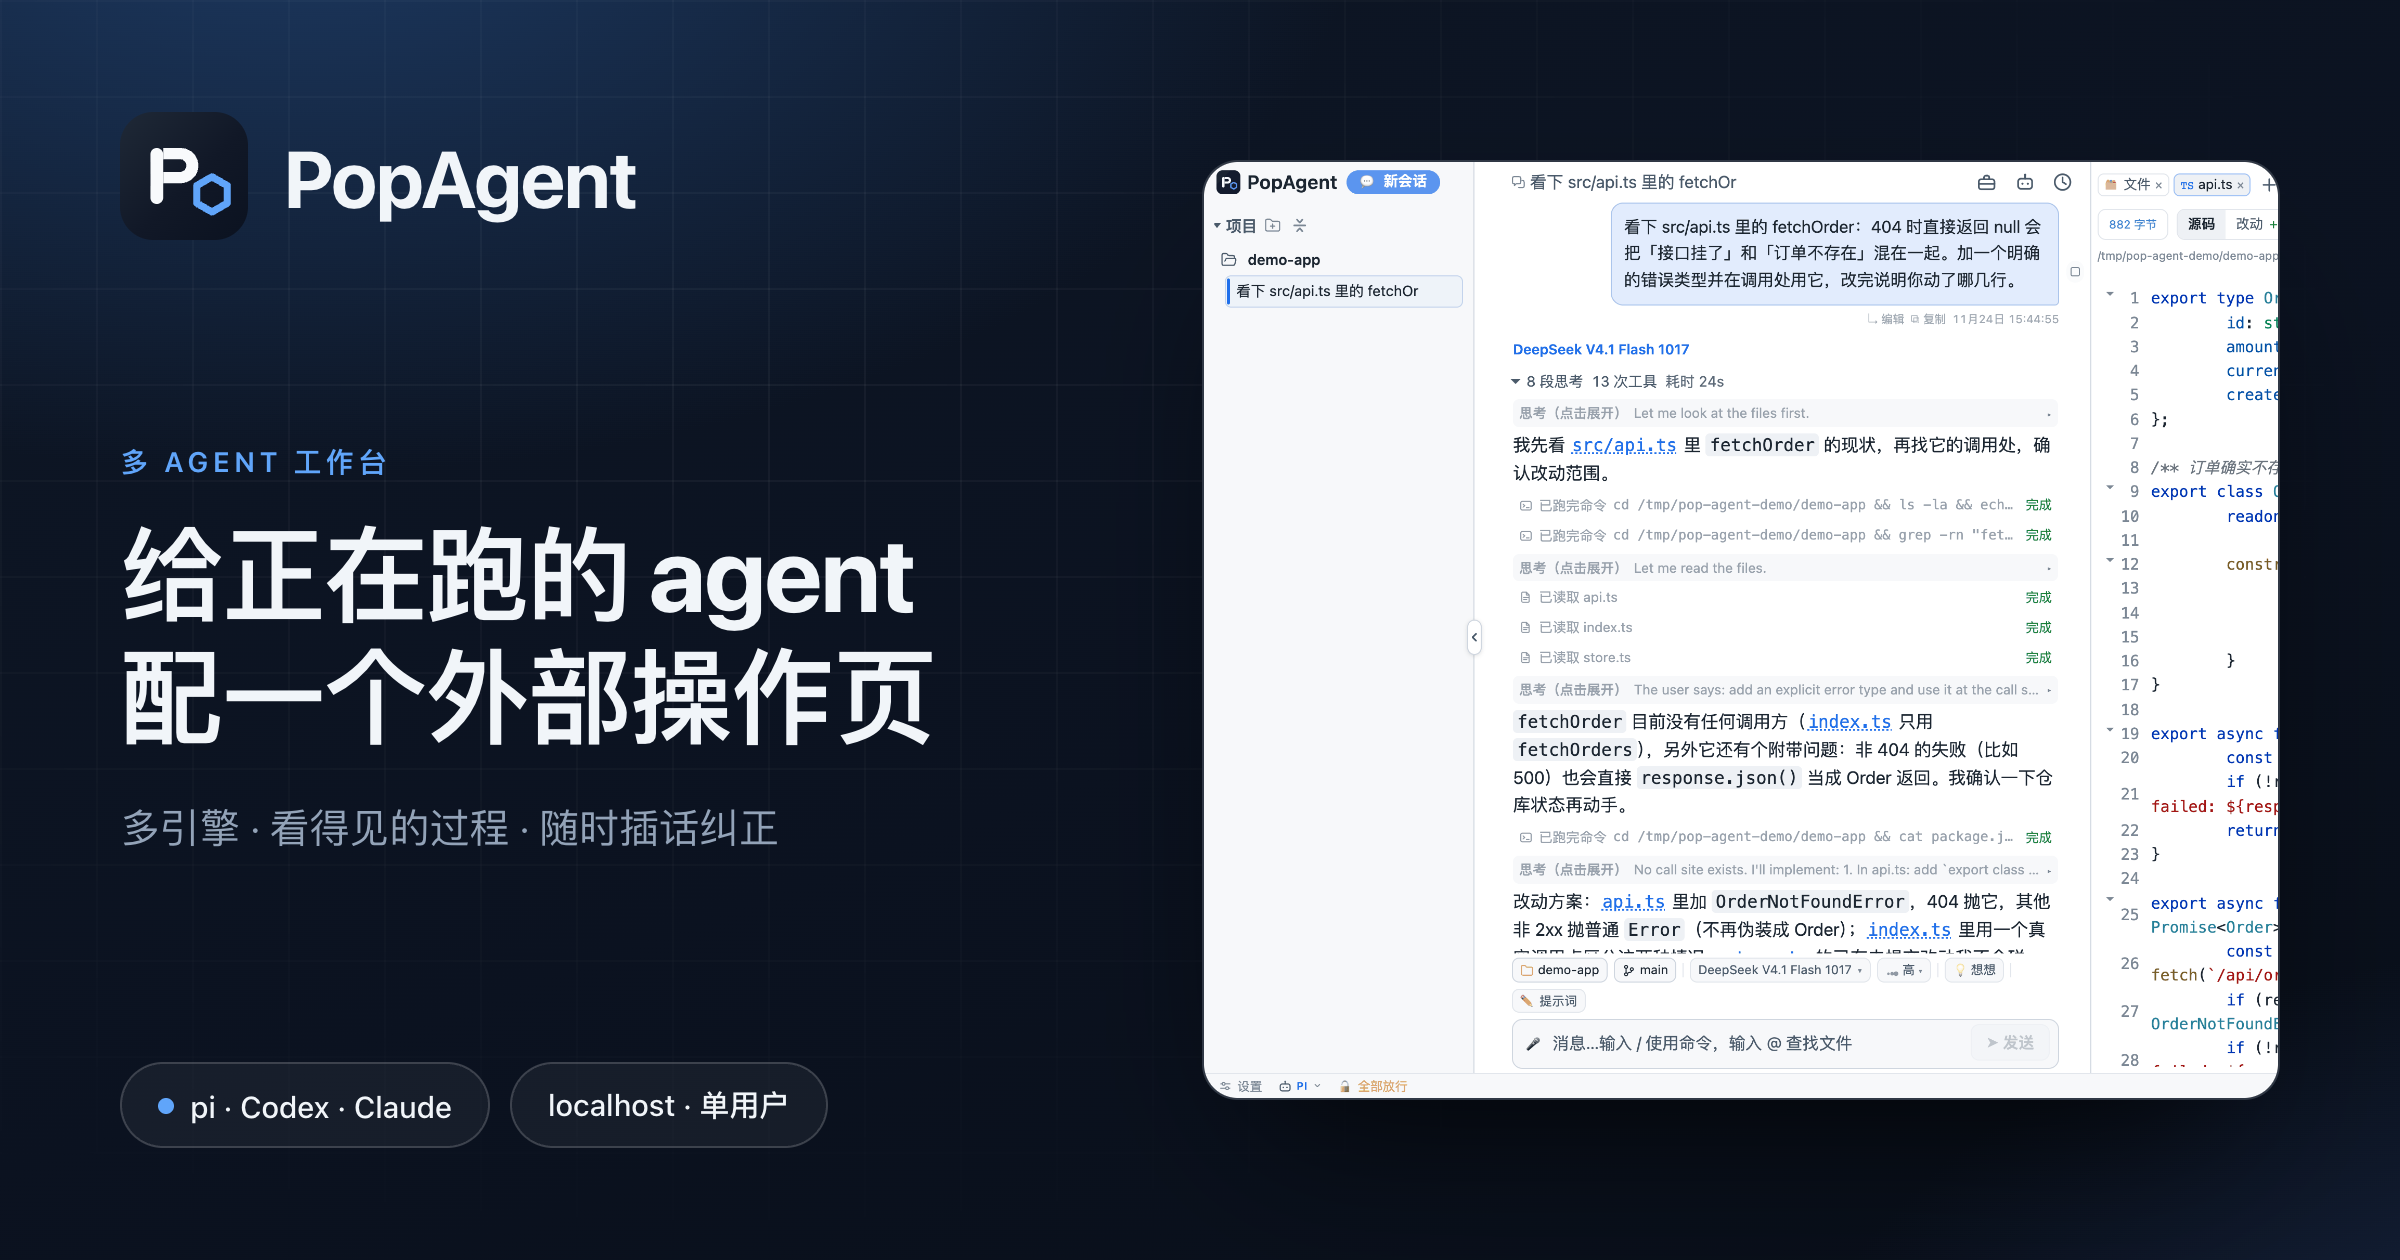 PopAgent
多 AGENT 工作台
给正在跑的 agent
配一个外部操作页
多引擎 · 看得见的过程 · 随时插话纠正
pi · Codex · Claude
localhost · 单用户
PopAgent
新会话
项目
demo-app
看下 src/api.ts 里的 fetchOr
看下 src/api.ts 里的 fetchOr
看下 src/api.ts 里的 fetchOrder：404 时直接返回 null 会
把「接口挂了」和「订单不存在」混在一起。加一个明确
的错误类型并在调用处用它，改完说明你动了哪几行。
编辑 复制 11月24日 15:44:55
DeepSeek V4.1 Flash 1017
8 段思考 13 次工具 耗时 24s
思考（点击展开） Let me look at the files first.
我先看 src/api.ts 里 fetchOrder 的现状，再找它的调用处，确
认改动范围。
已跑完命令 cd /tmp/pop-agent-demo/demo-app && ls -la && ech... 完成
已跑完命令 cd /tmp/pop-agent-demo/demo-app && grep -rn "fet... 完成
思考（点击展开） Let me read the files.
已读取 api.ts 完成
已读取 index.ts 完成
已读取 store.ts 完成
思考（点击展开） The user says: add an explicit error type and use it at the call s...
fetchOrder 目前没有任何调用方（index.ts 只用
fetchOrders），另外它还有个附带问题：非 404 的失败（比如
500）也会直接 response.json() 当成 Order 返回。我确认一下仓
库状态再动手。
已跑完命令 cd /tmp/pop-agent-demo/demo-app && cat package.j... 完成
思考（点击展开） No call site exists. I'll implement: 1. In api.ts: add `export class ...
改动方案：api.ts 里加 OrderNotFoundError，404 抛它，其他
非 2xx 抛普通 Error（不再伪装成 Order）；index.ts 里用一个真
demo-app main DeepSeek V4.1 Flash 1017 高 想想
提示词
消息...输入 / 使用命令，输入 @ 查找文件
发送
设置 PI 全部放行
文件 × TS api.ts × +
882 字节 源码 改动 +
/tmp/pop-agent-demo/demo-app
1 export type Or
2 id: st
3 amount
4 curren
5 create
6 };
7
8 /** 订单确实不存
9 export class O
10 readon
11
12 constr
13
14
15
16 }
17 }
18
19 export async f
20 const
21 if (!r
failed: ${resp
22 return
23 }
24
25 export async f
Promise<Order>
26 const
fetch(`/api/or
27 if (re
OrderNotFoundE
28 if (!r